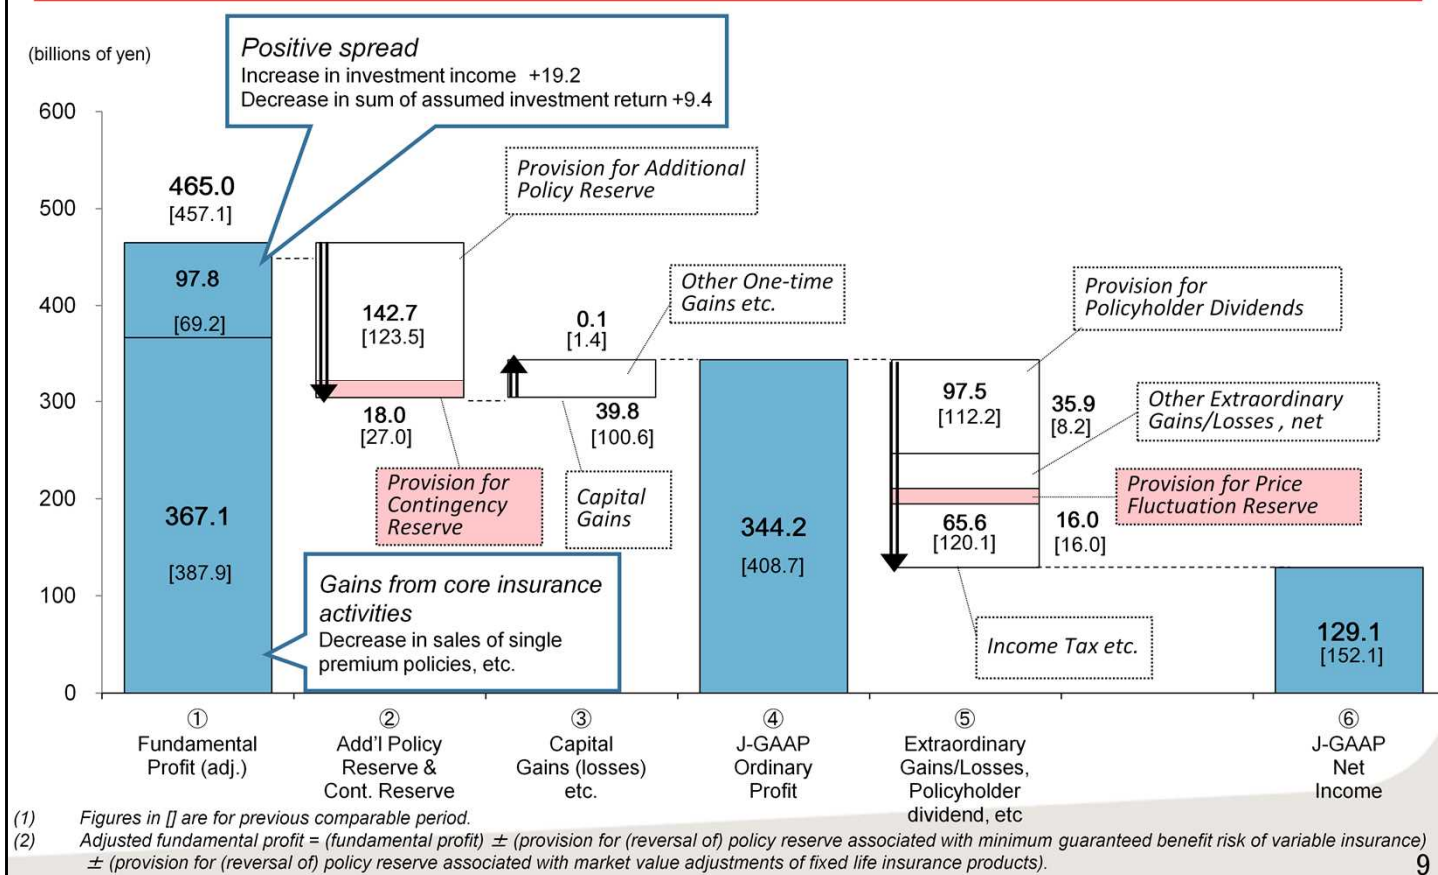 (billions of yen)
Positive spread
Increase in investment income +19.2
Decrease in sum of assumed investment return +9.4
600
500
400
300
200
100
0
465.0
[457.1]
97.8
[69.2]
367.1
[387.9]
Gains from core insurance
activities
Decrease in sales of single
premium policies, etc.
Provision for Additional
Policy Reserve
142.7
[123.5]
18.0
[27.0]
Provision for
Contingency
Reserve
Other One-time
Gains etc.
0.1
[1.4]
39.8
[100.6]
Capital
Gains
344.2
[408.7]
Provision for
Policyholder Dividends
97.5
[112.2]
35.9
[8.2]
Other Extraordinary
Gains/Losses , net
Provision for Price
Fluctuation Reserve
65.6
[120.1]
16.0
[16.0]
Income Tax etc.
129.1
[152.1]
①
Fundamental
Profit (adj.)
②
Add'l Policy
Reserve &
Cont. Reserve
③
Capital
Gains (losses)
etc.
④
J-GAAP
Ordinary
Profit
⑤
Extraordinary
Gains/Losses,
Policyholder
dividend, etc
⑥
J-GAAP
Net
Income
(1) Figures in [] are for previous comparable period.
(2) Adjusted fundamental profit = (fundamental profit) ± (provision for (reversal of) policy reserve associated with minimum guaranteed benefit risk of variable insurance)
± (provision for (reversal of) policy reserve associated with market value adjustments of fixed life insurance products).
9